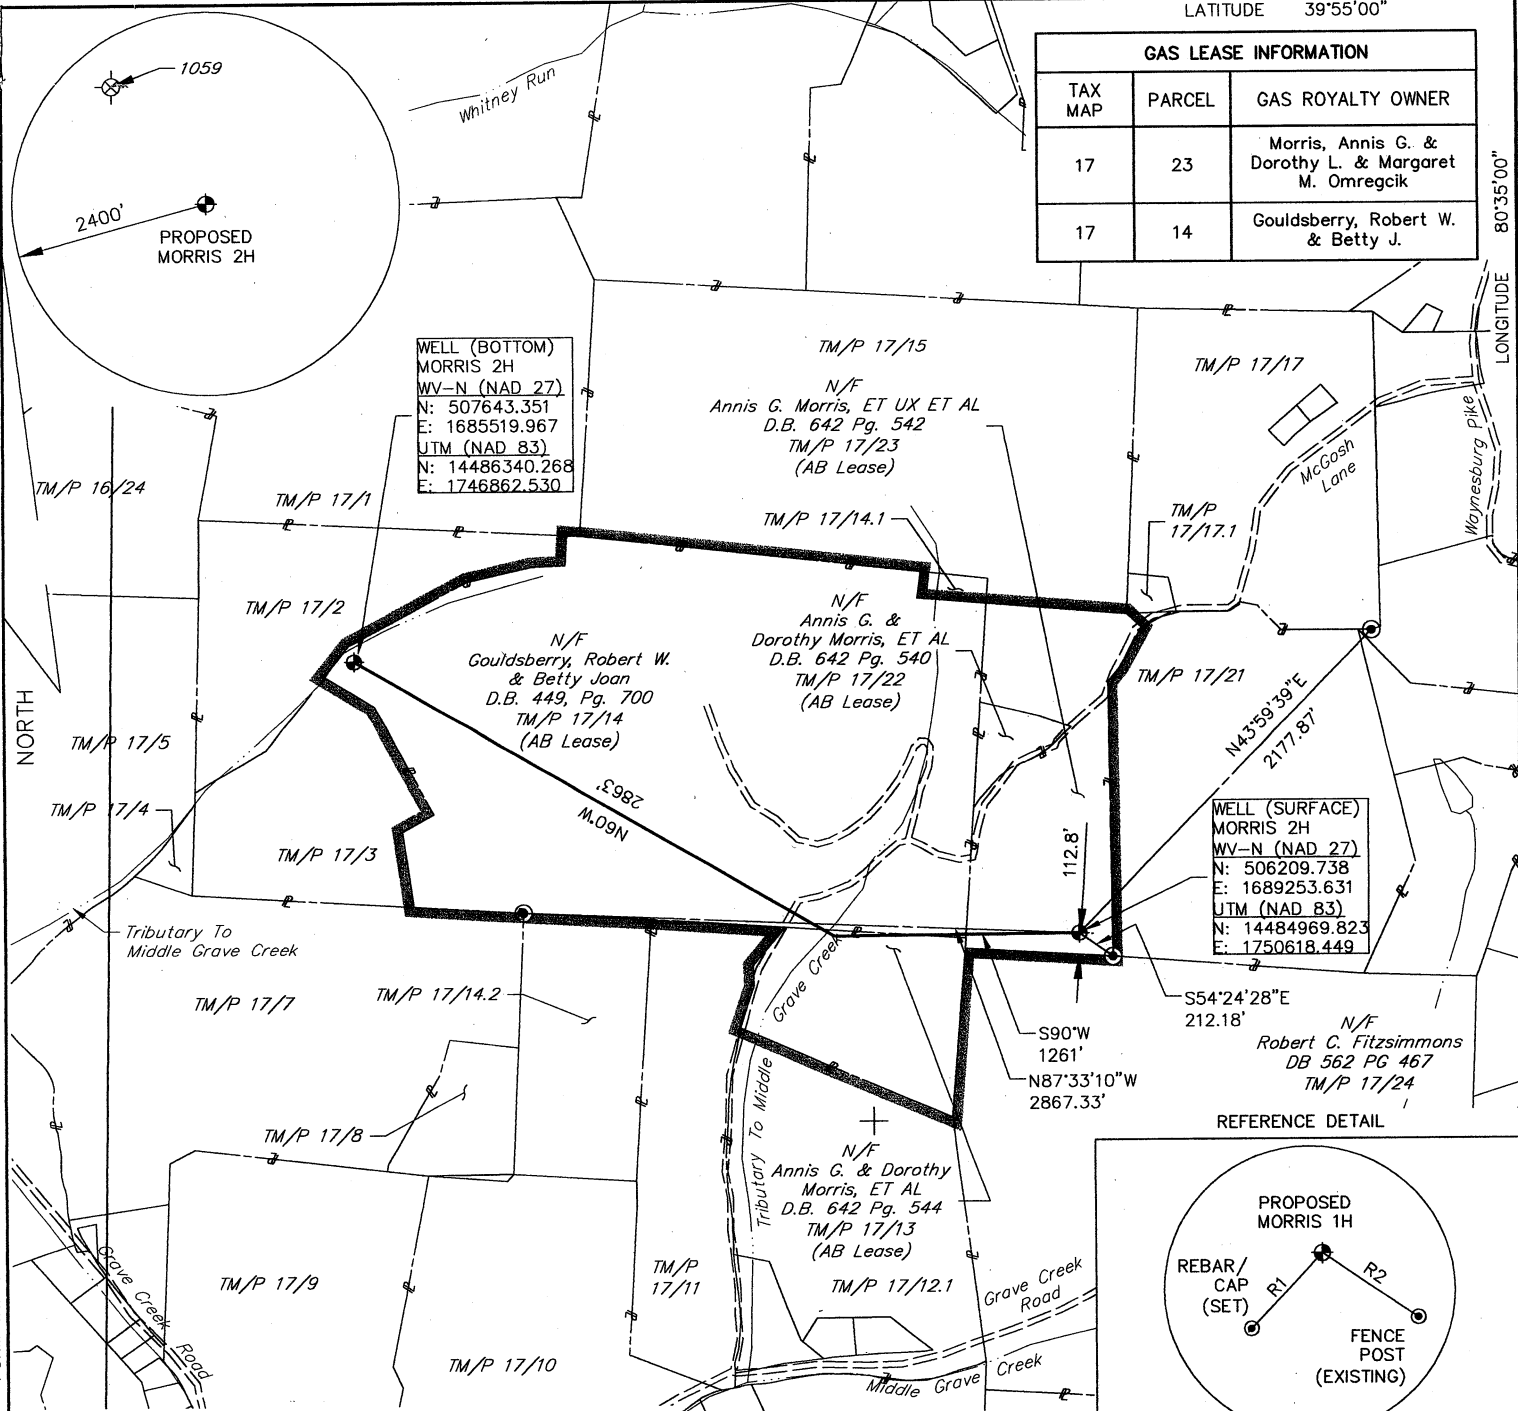 LATITUDE 39°55'00"
GAS LEASE INFORMATION
TAX MAP
PARCEL
GAS ROYALTY OWNER
17
23
Morris, Annis G. &
Dorothy L. & Margaret
M. Omregcik
17
14
Gouldsberry, Robert W.
& Betty J.
LONGITUDE 80°35'00"
1059
2400'
PROPOSED
MORRIS 2H
Whitney Run
WELL (BOTTOM)
MORRIS 2H
WV-N (NAD 27)
N: 507643.351
E: 1685519.967
UTM (NAD 83)
N: 14486340.268
E: 1746862.530
TM/P 17/15
N/F
Annis G. Morris, ET UX ET AL
D.B. 642 Pg. 542
TM/P 17/23
(AB Lease)
TM/P 17/17
McGosh
Lane
Waynesburg Pike
TM/P 16/24
TM/P 17/1
TM/P 17/14.1
TM/P
17/17.1
TM/P 17/2
N/F
Gouldsberry, Robert W.
& Betty Joan
D.B. 449, Pg. 700
TM/P 17/14
(AB Lease)
N/F
Annis G. &
Dorothy Morris, ET AL
D.B. 642 Pg. 540
TM/P 17/22
(AB Lease)
TM/P 17/21
N43°59'39"E
2177.87'
NORTH
TM/P 17/5
TM/P 17/4
TM/P 17/3
2863'
N60°W
112.8'
WELL (SURFACE)
MORRIS 2H
WV-N (NAD 27)
N: 506209.738
E: 1689253.631
UTM (NAD 83)
N: 14484969.823
E: 1750618.449
Tributary To
Middle Grave Creek
TM/P 17/7
TM/P 17/14.2
Tributary To Middle Grave Creek
S54°24'28"E
212.18'
S90°W
1261'
N87°33'10"W
2867.33'
N/F
Robert C. Fitzsimmons
DB 562 PG 467
TM/P 17/24
TM/P 17/8
N/F
Annis G. & Dorothy
Morris, ET AL
D.B. 642 Pg. 544
TM/P 17/13
(AB Lease)
TM/P 17/9
TM/P
17/11
TM/P 17/12.1
TM/P 17/10
Grave Creek Road
Grave Creek
Road
Middle Grave Creek
REFERENCE DETAIL
PROPOSED
MORRIS 1H
REBAR/
CAP
(SET)
R1
R2
FENCE
POST
(EXISTING)